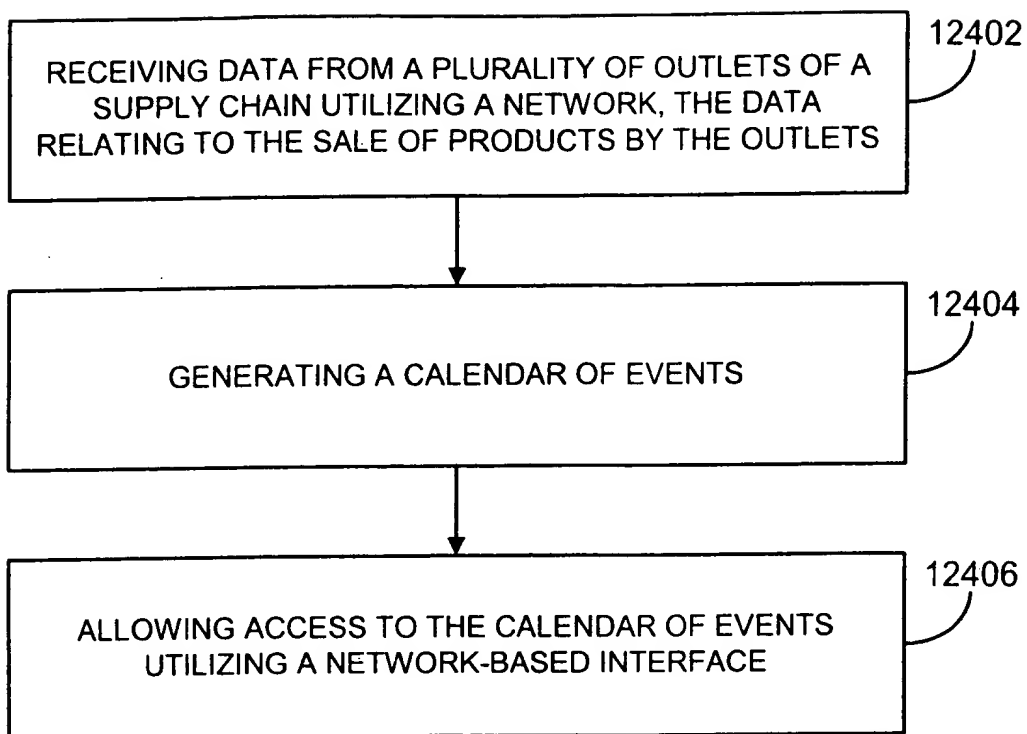 12402
RECEIVING DATA FROM A PLURALITY OF OUTLETS OF A
SUPPLY CHAIN UTILIZING A NETWORK, THE DATA
RELATING TO THE SALE OF PRODUCTS BY THE OUTLETS
12404
GENERATING A CALENDAR OF EVENTS
12406
ALLOWING ACCESS TO THE CALENDAR OF EVENTS
UTILIZING A NETWORK-BASED INTERFACE